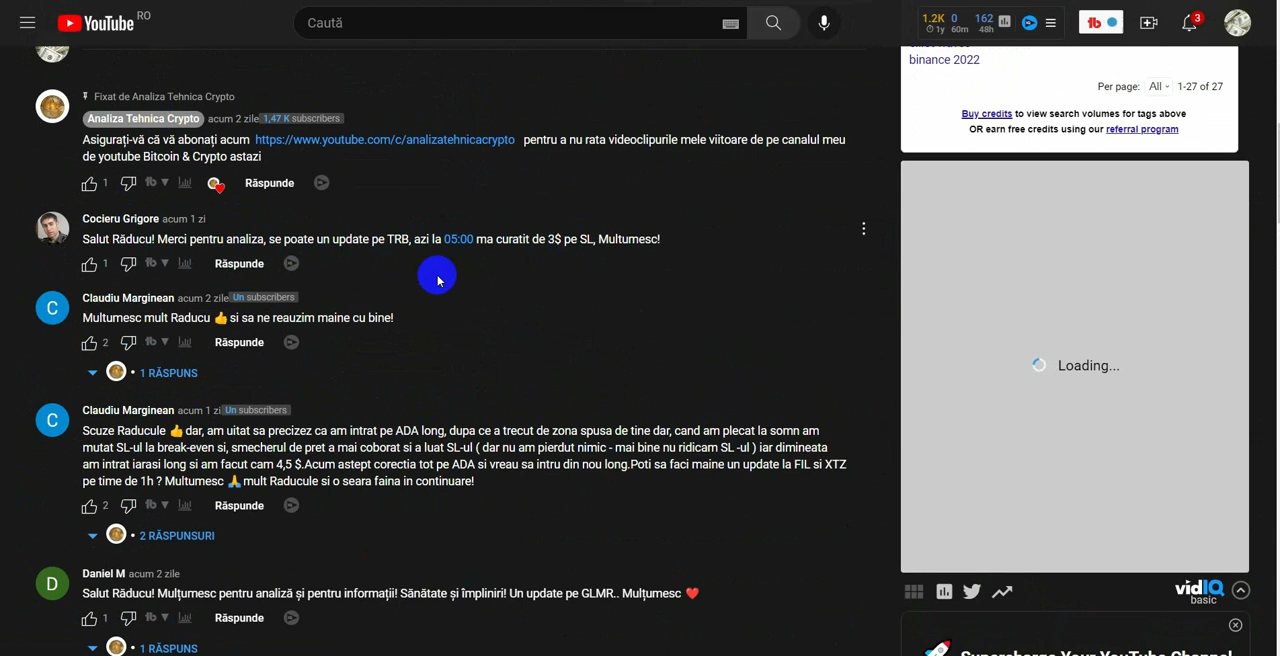 YouTube RO
Caută
1.2K 0 162
1y 60m 48h
tb
3
binance 2022
Per page: All 1-27 of 27
Buy credits to view search volumes for tags above
OR earn free credits using our referral program
Fixat de Analiza Tehnica Crypto
Analiza Tehnica Crypto acum 2 zile 1,47 K subscribers
Asigurați-vă că vă abonați acum https://www.youtube.com/c/analizatehnicacrypto pentru a nu rata videoclipurile mele viitoare de pe canalul meu
de youtube Bitcoin & Crypto astazi
1 tb Răspunde
Cocieru Grigore acum 1 zi
Salut Răducu! Merci pentru analiza, se poate un update pe TRB, azi la 05:00 ma curatit de 3$ pe SL, Multumesc!
1 tb Răspunde
C
Claudiu Marginean acum 2 zile Un subscribers
Multumesc mult Raducu 👍 si sa ne reauzim maine cu bine!
2 tb Răspunde
• 1 RĂSPUNS
Loading...
C
Claudiu Marginean acum 1 zi Un subscribers
Scuze Raducule 👍 dar, am uitat sa precizez ca am intrat pe ADA long, dupa ce a trecut de zona spusa de tine dar, cand am plecat la somn am
mutat SL-ul la break-even si, smecherul de pret a mai coborat si a luat SL-ul ( dar nu am pierdut nimic - mai bine nu ridicam SL -ul ) iar dimineata
am intrat iarasi long si am facut cam 4,5 $.Acum astept corectia tot pe ADA si vreau sa intru din nou long.Poti sa faci maine un update la FIL si XTZ
pe time de 1h ? Multumesc 🙏 mult Raducule si o seara faina in continuare!
2 tb Răspunde
• 2 RĂSPUNSURI
D
Daniel M acum 2 zile
Salut Răducu! Mulțumesc pentru analiză și pentru informații! Sănătate și împliniri! Un update pe GLMR.. Mulțumesc ❤️
1 tb Răspunde
• 1 RĂSPUNS
vidIQ
basic
Supercharge Your YouTube Channel